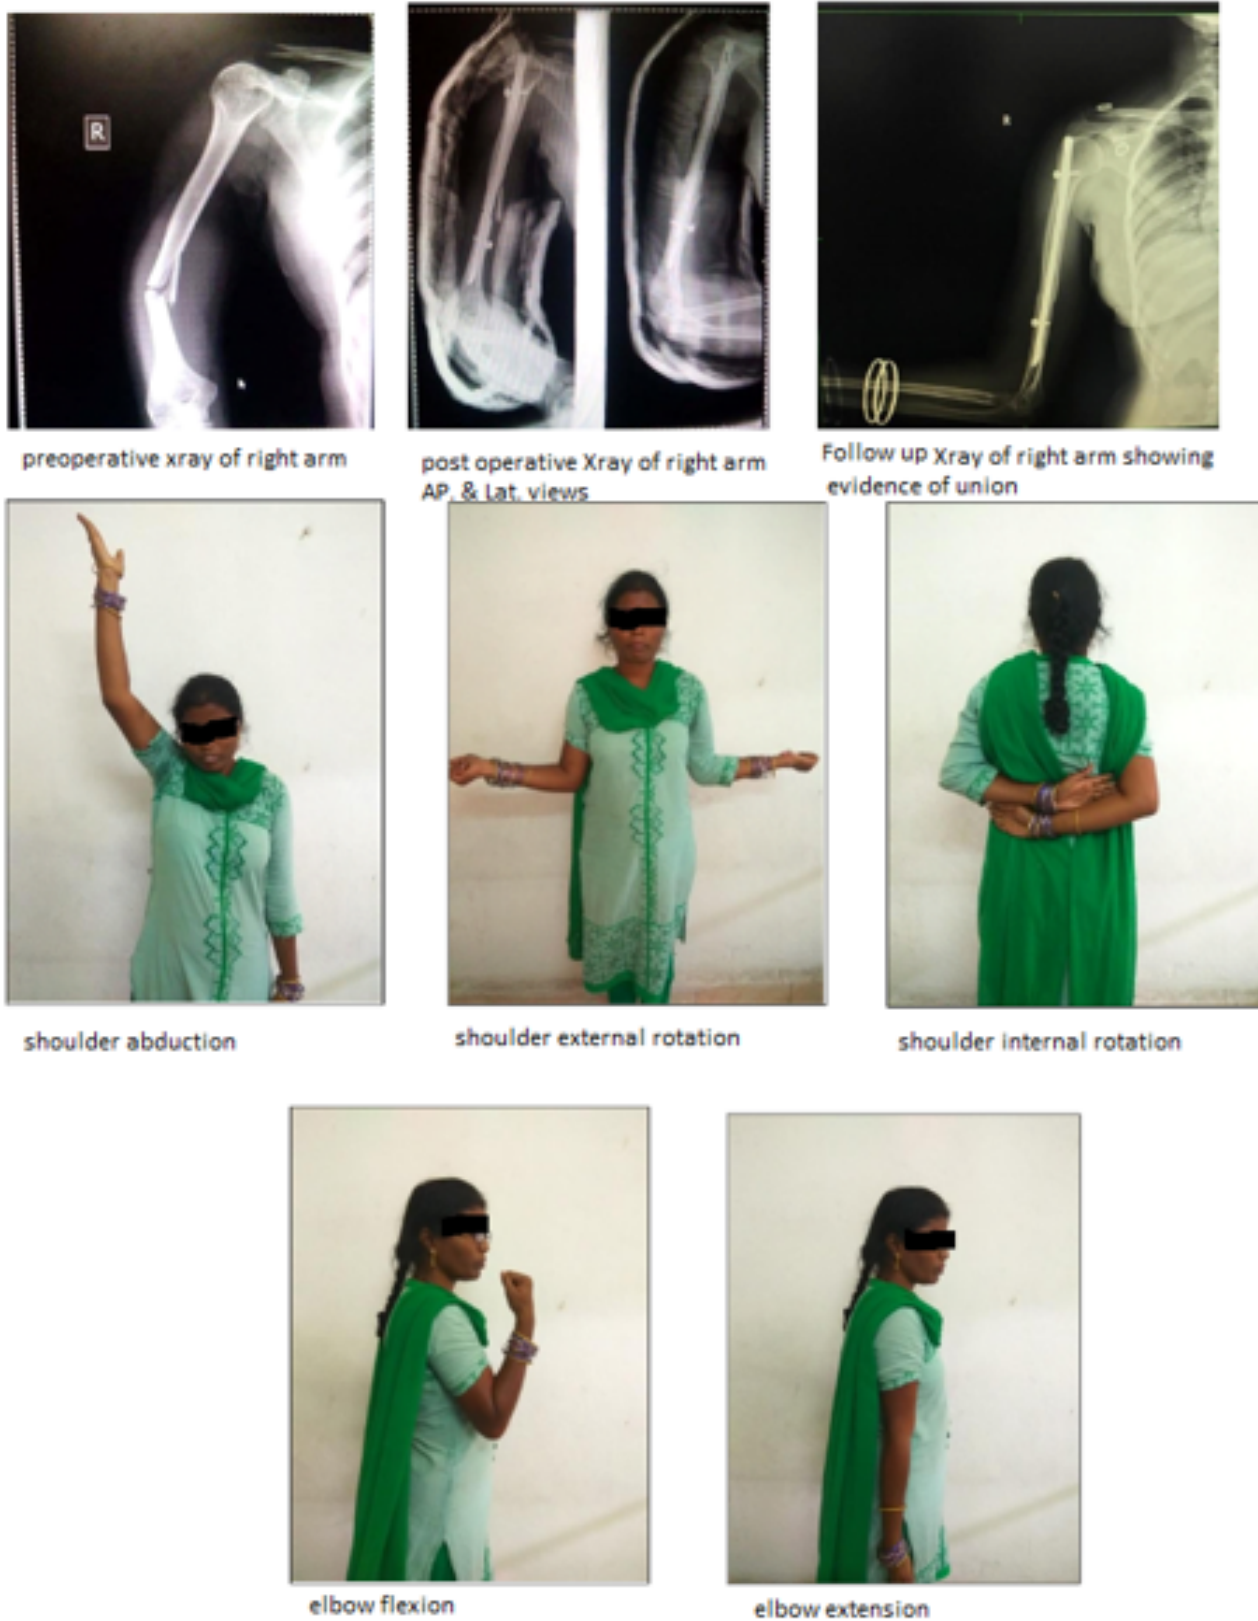 R
R
preoperative xray of right arm
post operative Xray of right arm
AP. & Lat. views
Follow up Xray of right arm showing
evidence of union
shoulder abduction
shoulder external rotation
shoulder internal rotation
elbow flexion
elbow extension